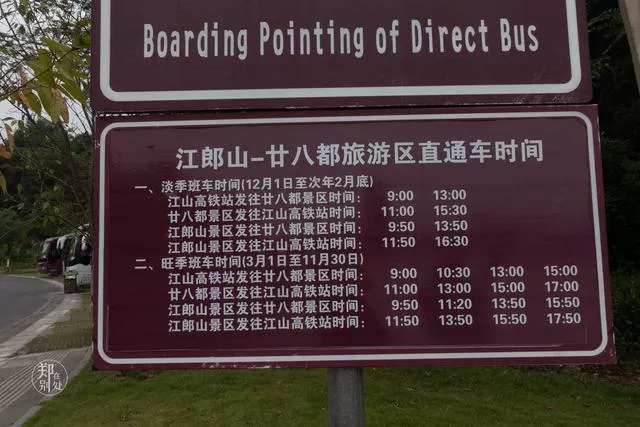 Boarding Pointing of Direct Bus
江郎山-廿八都旅游区直通车时间
一、淡季班车时间(12月1日至次年2月底)
江山高铁站发往廿八都景区时间： 9:00 13:00
廿八都景区发往江山高铁站时间： 11:00 15:30
江郎山景区发往廿八都景区时间： 9:50 13:50
江郎山景区发往江山高铁站时间： 11:50 16:30
二、旺季班车时间(3月1日至11月30日)
江山高铁站发往廿八都景区时间： 9:00 10:30 13:00 15:00
廿八都景区发往江山高铁站时间： 11:00 13:00 15:00 17:00
江郎山景区发往廿八都景区时间： 9:50 11:20 13:50 15:50
江郎山景区发往江山高铁站时间： 11:50 13:50 15:50 17:50
郑在别处